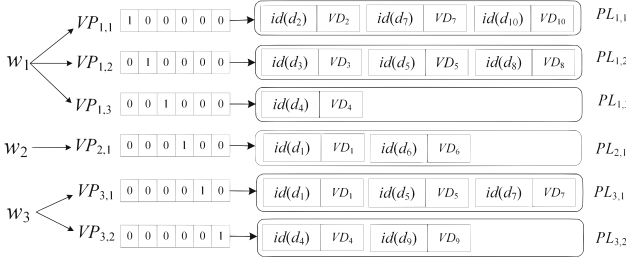 VP1,1 1 0 0 0 0 0 id(d2) VD2 id(d7) VD7 id(d10) VD10 PL1,1
w1 VP1,2 0 1 0 0 0 0 id(d3) VD3 id(d5) VD5 id(d8) VD8 PL1,2
VP1,3 0 0 1 0 0 0 id(d4) VD4 PL1,3
w2 VP2,1 0 0 0 1 0 0 id(d1) VD1 id(d6) VD6 PL2,1
VP3,1 0 0 0 0 1 0 id(d1) VD1 id(d5) VD5 id(d7) VD7 PL3,1
w3
VP3,2 0 0 0 0 0 1 id(d4) VD4 id(d9) VD9 PL3,2